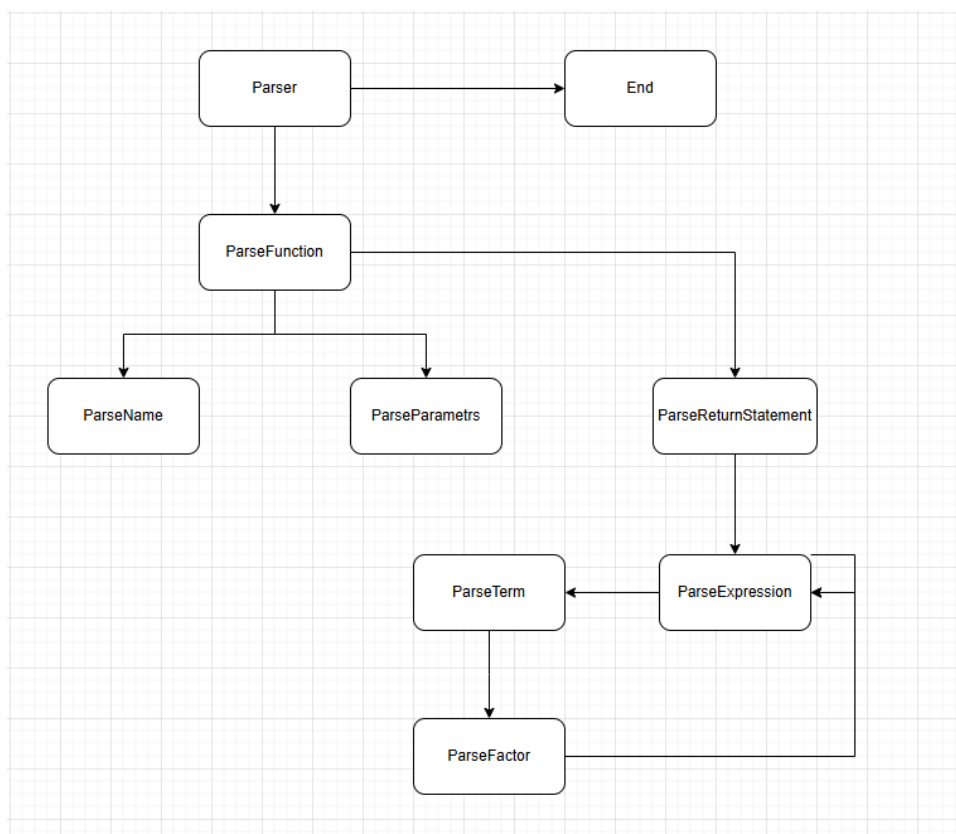 Parser
End
ParseFunction
ParseName
ParseParametrs
ParseReturnStatement
ParseTerm
ParseExpression
ParseFactor